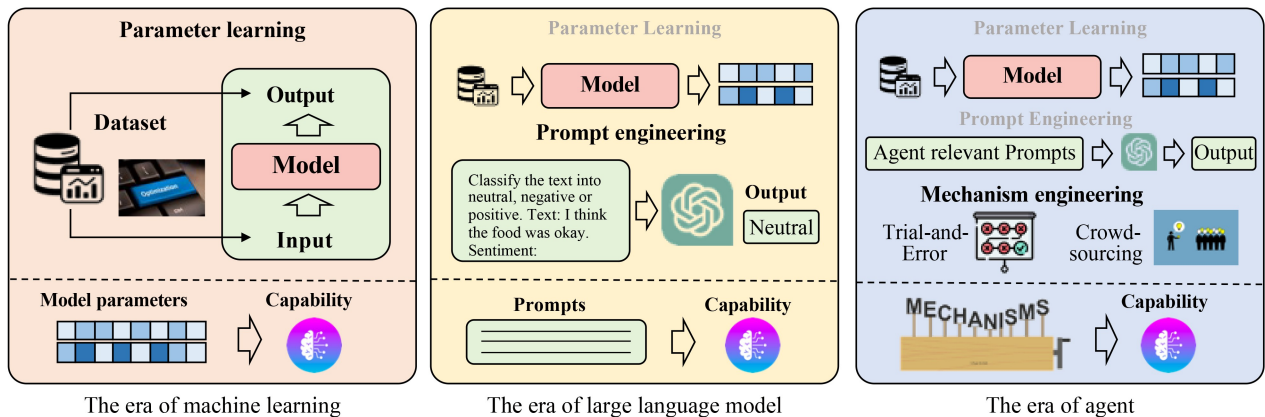 Parameter learning
Output
Dataset
Model
Optimization
Input
Model parameters
Capability
The era of machine learning
Parameter Learning
Model
Prompt engineering
Classify the text into
neutral, negative or
positive. Text: I think
the food was okay.
Sentiment:
Output
Neutral
Prompts
Capability
The era of large language model
Parameter Learning
Model
Prompt Engineering
Agent relevant Prompts
Output
Mechanism engineering
Trial-and-
Error
Crowd-
sourcing
MECHANISMS
Capability
The era of agent